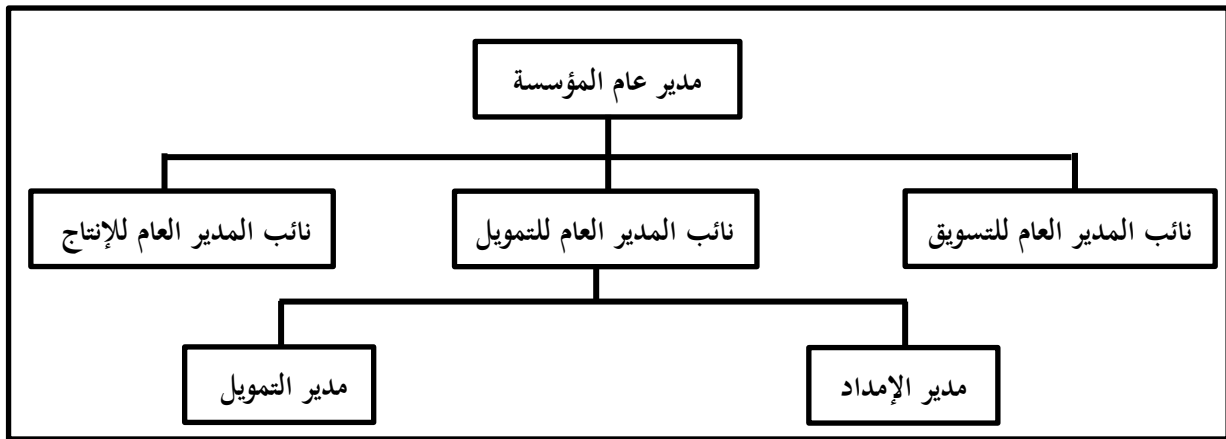 مدير عام المؤسسة
نائب المدير العام للتسويق
نائب المدير العام للتمويل
نائب المدير العام للإنتاج
مدير الإمداد
مدير التمويل